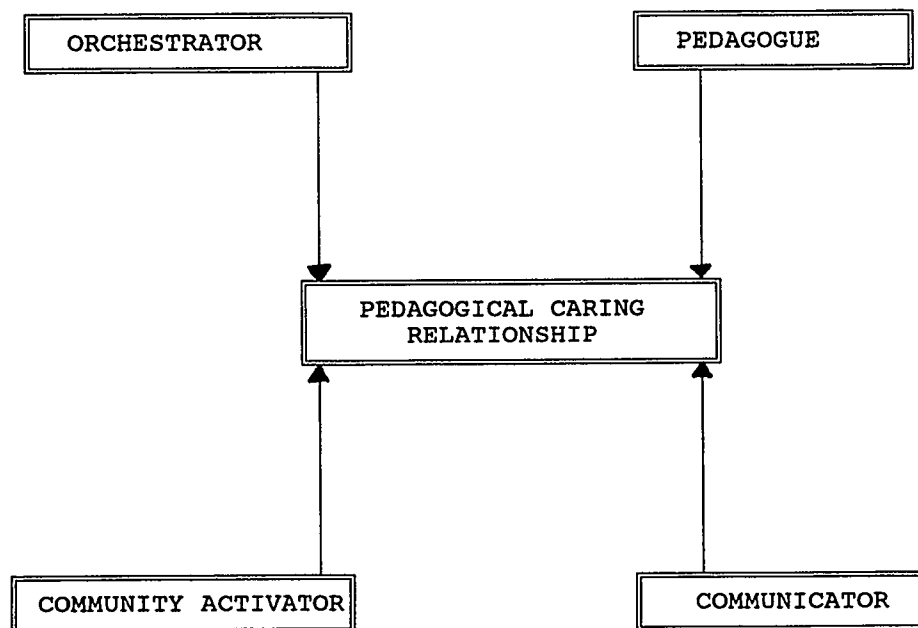 ORCHESTRATOR
PEDAGOGUE
PEDAGOGICAL CARING
RELATIONSHIP
COMMUNITY ACTIVATOR
COMMUNICATOR